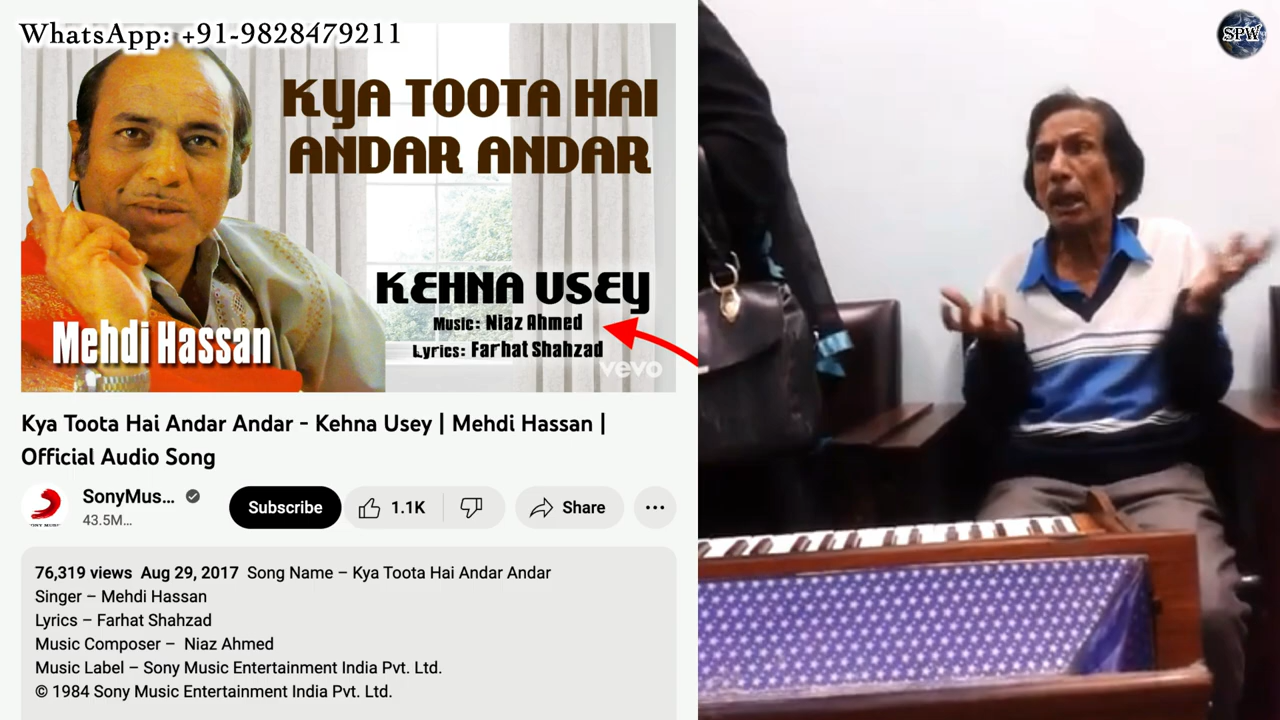 WhatsApp: +91-9828479211
SPW
KYA TOOTA HAI
ANDAR ANDAR
KEHNA USEY
Music: Niaz Ahmed
Lyrics: Farhat Shahzad
Mehdi Hassan
vevo
Kya Toota Hai Andar Andar - Kehna Usey | Mehdi Hassan |
Official Audio Song
SonyMus...
43.5M...
Subscribe
1.1K
Share
76,319 views Aug 29, 2017 Song Name – Kya Toota Hai Andar Andar
Singer – Mehdi Hassan
Lyrics – Farhat Shahzad
Music Composer – Niaz Ahmed
Music Label – Sony Music Entertainment India Pvt. Ltd.
© 1984 Sony Music Entertainment India Pvt. Ltd.